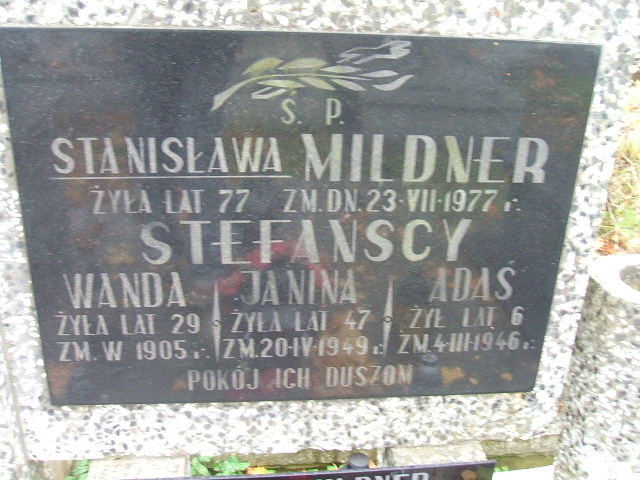 Ś. P.
STANISŁAWA MILDNER
ŻYŁA LAT 77 ZM. DN. 23-VII-1977 r.
STEFAŃSCY
WANDA JANINA ADAŚ
ŻYŁA LAT 29 ŻYŁA LAT 47 ŻYŁ LAT 6
ZM. W 1905 r. ZM. 20-IV-1949 r. ZM. 4-III-1946 r.
POKÓJ ICH DUSZOM
MILDNER